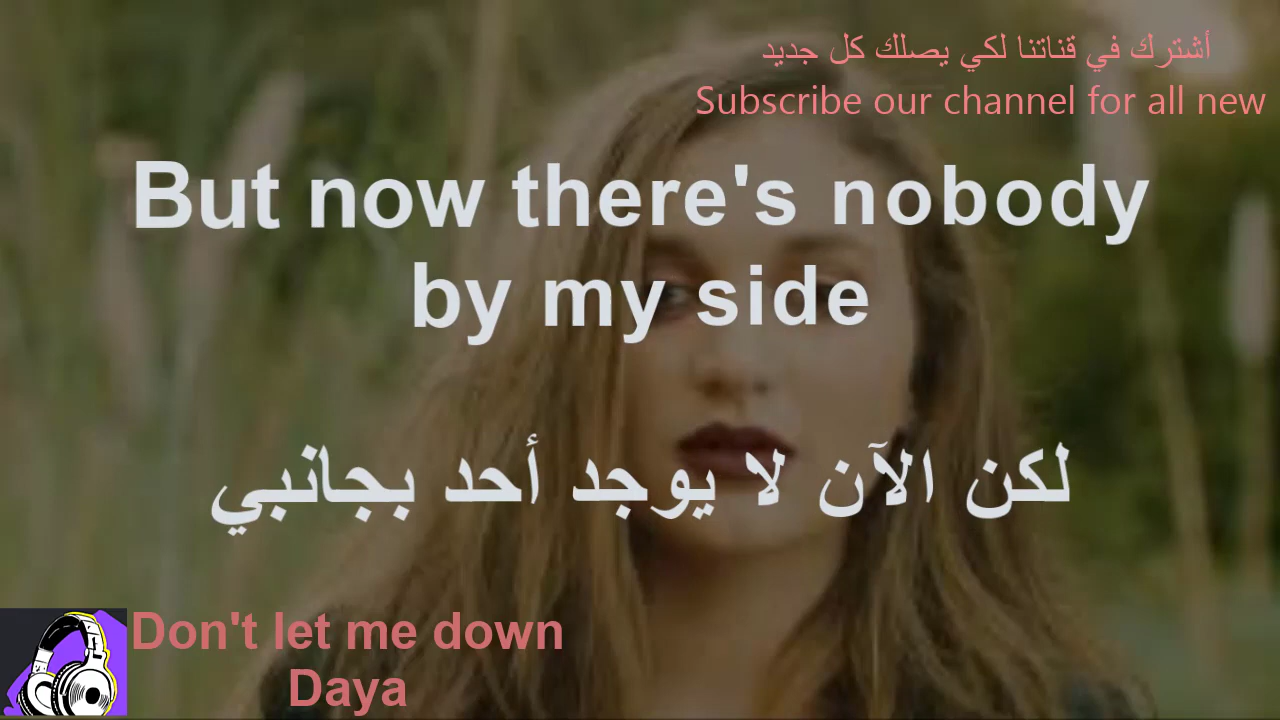 أشترك في قناتنا لكي يصلك كل جديد
Subscribe our channel for all new
But now there's nobody
by my side
لكن الآن لا يوجد أحد بجانبي
Don't let me down
Daya